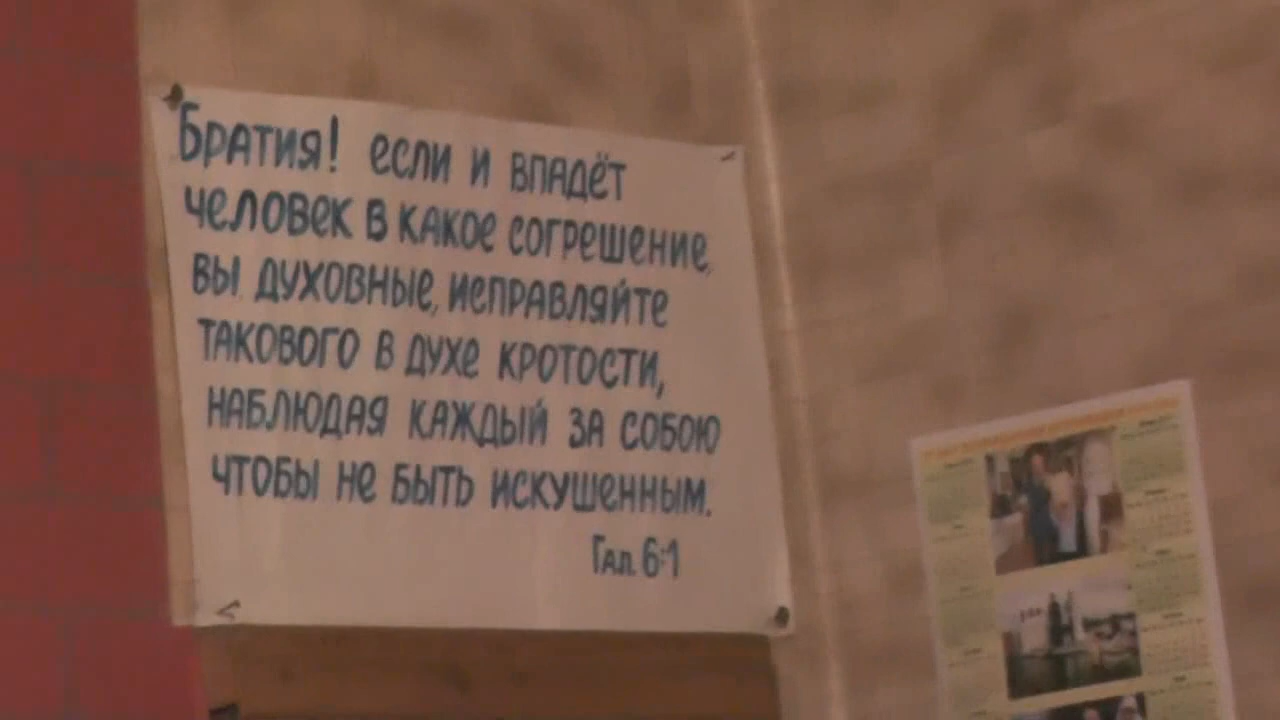 Братия! если и впадёт
человек в какое согрешение,
вы духовные, исправляйте
такового в духе кротости,
наблюдая каждый за собою
чтобы не быть искушенным.
Гал. 6:1